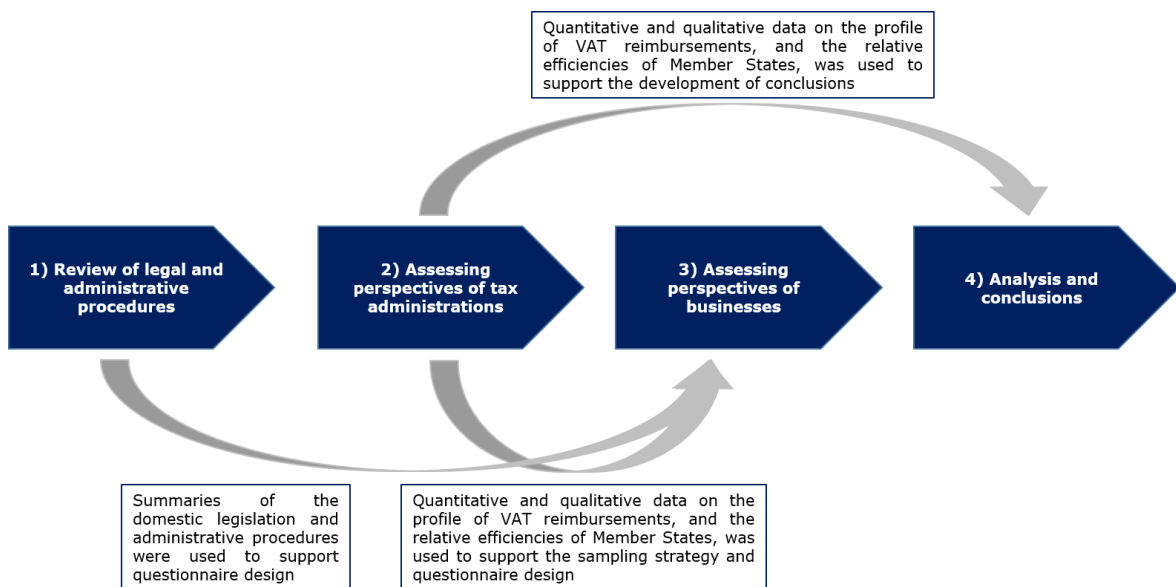 Quantitative and qualitative data on the profile
of VAT reimbursements, and the relative
efficiencies of Member States, was used to
support the development of conclusions
1) Review of legal and
administrative
procedures
2) Assessing
perspectives of tax
administrations
3) Assessing
perspectives of
businesses
4) Analysis and
conclusions
Summaries of the
domestic legislation and
administrative procedures
were used to support
questionnaire design
Quantitative and qualitative data on the
profile of VAT reimbursements, and the
relative efficiencies of Member States, was
used to support the sampling strategy and
questionnaire design